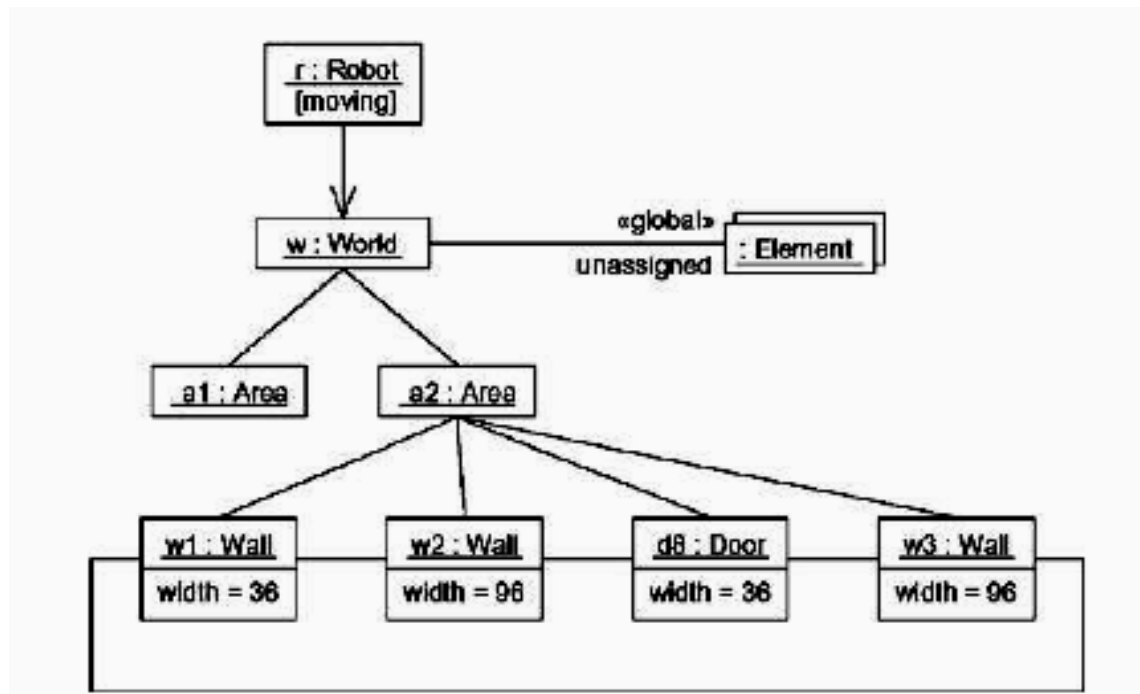 r : Robot
[moving]
w : World
«global»
unassigned
: Element
a1 : Area
a2 : Area
w1 : Wall
width = 36
w2 : Wall
width = 96
d8 : Door
width = 36
w3 : Wall
width = 96